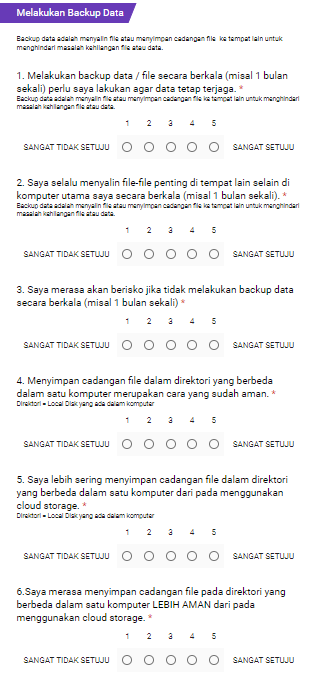 Melakukan Backup Data
Backup data adalah menyalin file atau menyimpan cadangan file ke tempat lain untuk
menghindari masalah kehilangan file atau data.
1. Melakukan backup data / file secara berkala (misal 1 bulan
sekali) perlu saya lakukan agar data tetap terjaga. *
Backup data adalah menyalin file atau menyimpan cadangan file ke tempat lain untuk menghindari
masalah kehilangan file atau data.
1 2 3 4 5
SANGAT TIDAK SETUJU SANGAT SETUJU
2. Saya selalu menyalin file-file penting di tempat lain selain di
komputer utama saya secara berkala (misal 1 bulan sekali). *
Backup data adalah menyalin file atau menyimpan cadangan file ke tempat lain untuk menghindari
masalah kehilangan file atau data.
1 2 3 4 5
SANGAT TIDAK SETUJU SANGAT SETUJU
3. Saya merasa akan berisiko jika tidak melakukan backup data
secara berkala (misal 1 bulan sekali) *
1 2 3 4 5
SANGAT TIDAK SETUJU SANGAT SETUJU
4. Menyimpan cadangan file dalam direktori yang berbeda
dalam satu komputer merupakan cara yang sudah aman. *
Direktori = Local Disk yang ada dalam komputer
1 2 3 4 5
SANGAT TIDAK SETUJU SANGAT SETUJU
5. Saya lebih sering menyimpan cadangan file dalam direktori
yang berbeda dalam satu komputer dari pada menggunakan
cloud storage. *
Direktori = Local Disk yang ada dalam komputer
1 2 3 4 5
SANGAT TIDAK SETUJU SANGAT SETUJU
6.Saya merasa menyimpan cadangan file pada direktori yang
berbeda dalam satu komputer LEBIH AMAN dari pada
menggunakan cloud storage. *
1 2 3 4 5
SANGAT TIDAK SETUJU SANGAT SETUJU